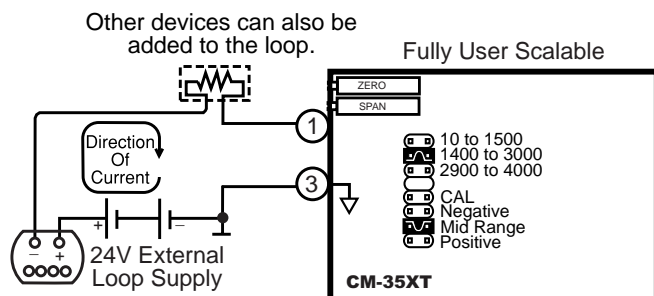 Other devices can also be
added to the loop.
Fully User Scalable
ZERO
SPAN
1
10 to 1500
1400 to 3000
2900 to 4000
Direction
Of
Current
3
CAL
Negative
Mid Range
Positive
+ −
− +
24V External
Loop Supply
CM-35XT